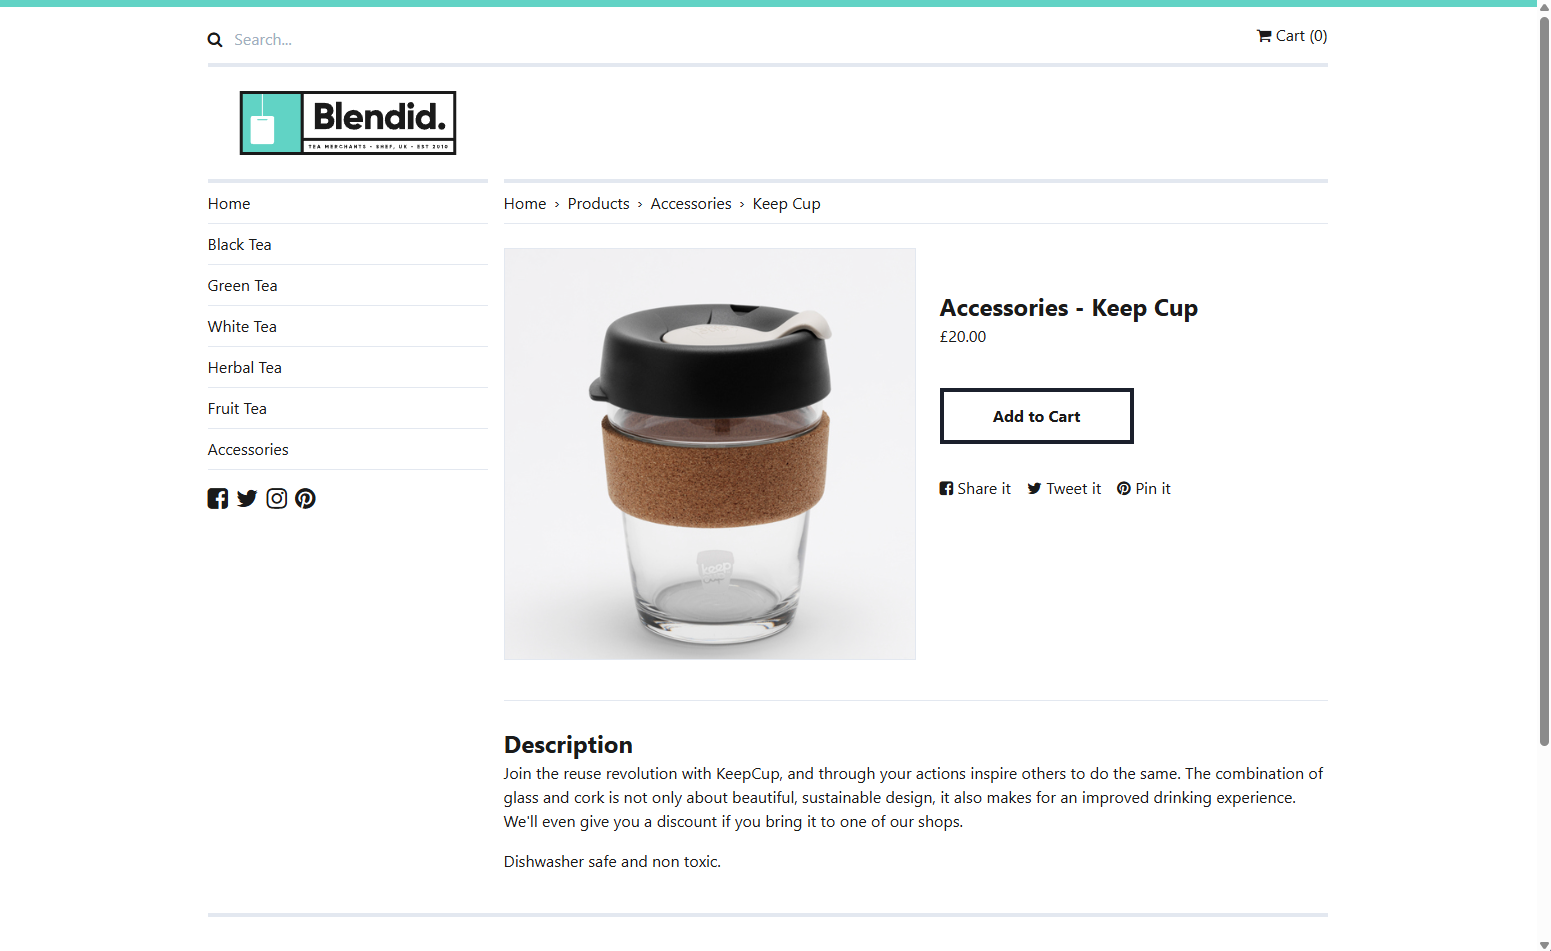 Search...
Cart (0)
Blendid.
TEA MERCHANTS - SHEF, UK - EST 2010
Home
Black Tea
Green Tea
White Tea
Herbal Tea
Fruit Tea
Accessories
Home › Products › Accessories › Keep Cup
keep
cup
Accessories - Keep Cup
£20.00
Add to Cart
Share it Tweet it Pin it
Description
Join the reuse revolution with KeepCup, and through your actions inspire others to do the same. The combination of
glass and cork is not only about beautiful, sustainable design, it also makes for an improved drinking experience.
We'll even give you a discount if you bring it to one of our shops.
Dishwasher safe and non toxic.